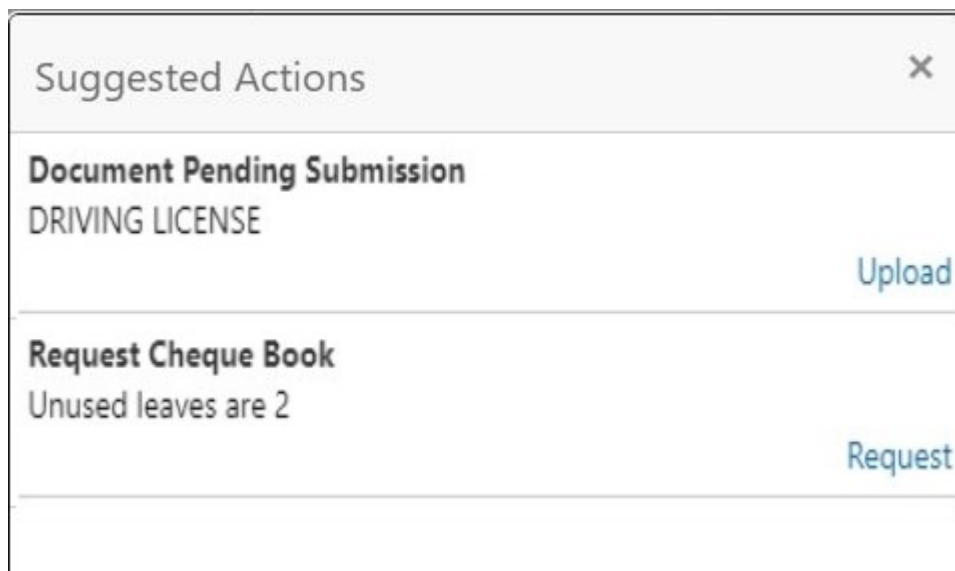 Suggested Actions
Document Pending Submission
DRIVING LICENSE
Upload
Request Cheque Book
Unused leaves are 2
Request